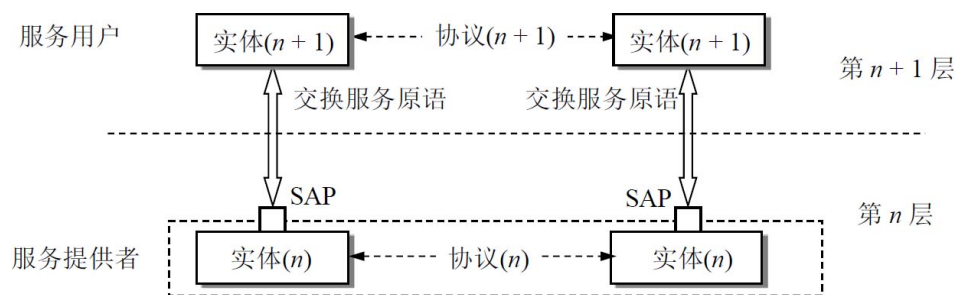 服务用户
实体(n + 1)
协议(n + 1)
实体(n + 1)
第 n + 1 层
交换服务原语
交换服务原语
SAP
SAP
第 n 层
服务提供者
实体(n)
协议(n)
实体(n)